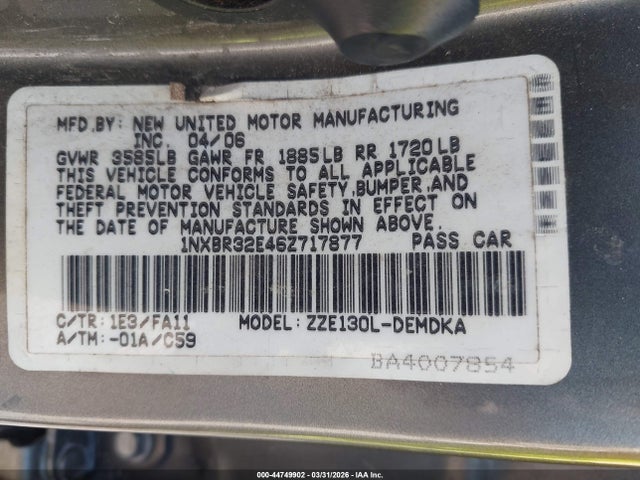 MFD.BY: NEW UNITED MOTOR MANUFACTURING
INC. 04/06
GVWR 3585LB GAWR FR 1885LB RR 1720LB
THIS VEHICLE CONFORMS TO ALL APPLICABLE
FEDERAL MOTOR VEHICLE SAFETY,BUMPER,AND
THEFT PREVENTION STANDARDS IN EFFECT ON
THE DATE OF MANUFACTURE SHOWN ABOVE.
1NXBR32E46Z717877 PASS CAR
C/TR: 1E3/FA11 MODEL: ZZE130L-DEMDKA
A/TM: -01A/C59
BA4007854
000-44749902 - 03/31/2026 - IAA Inc.